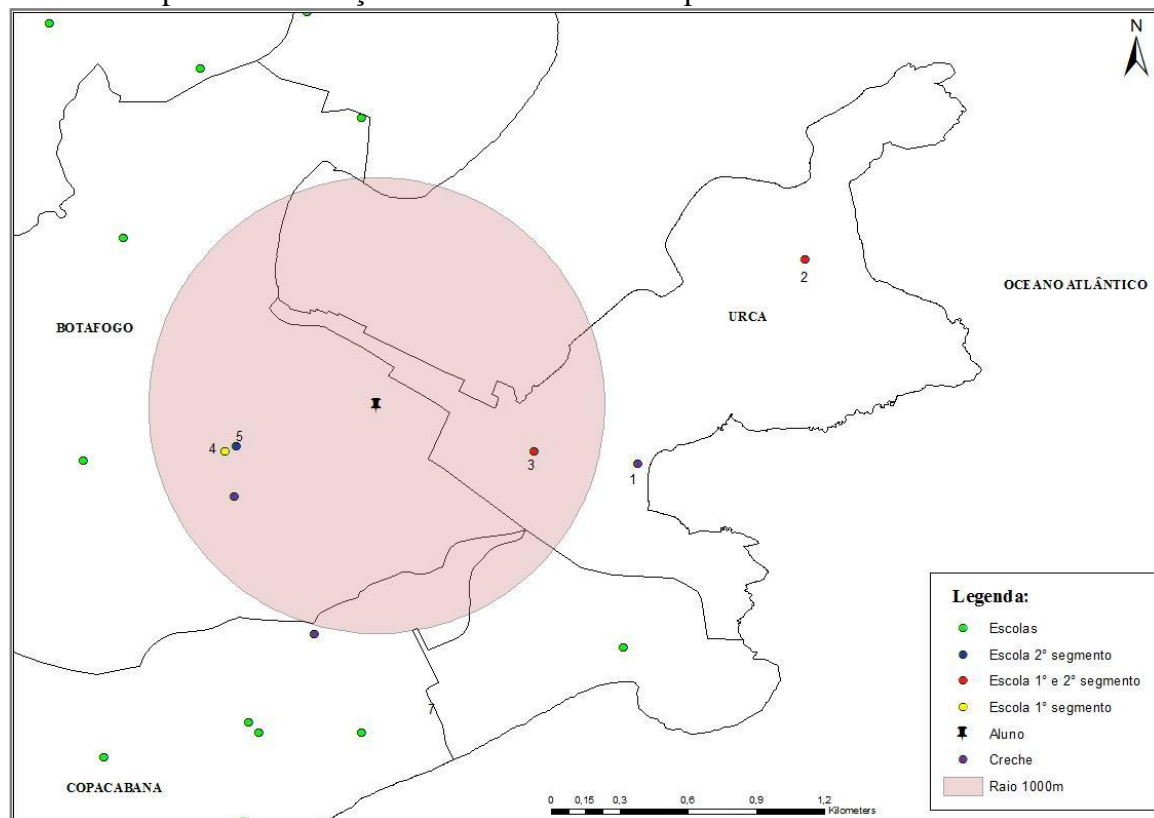 N
2
OCEANO ATLÂNTICO
URCA
BOTAFOGO
5
4
3
1
7
COPACABANA
Legenda:
Escolas
Escola 2° segmento
Escola 1° e 2° segmento
Escola 1° segmento
Aluno
Creche
Raio 1000m
0 0,15 0,3 0,6 0,9 1,2
Kilometers